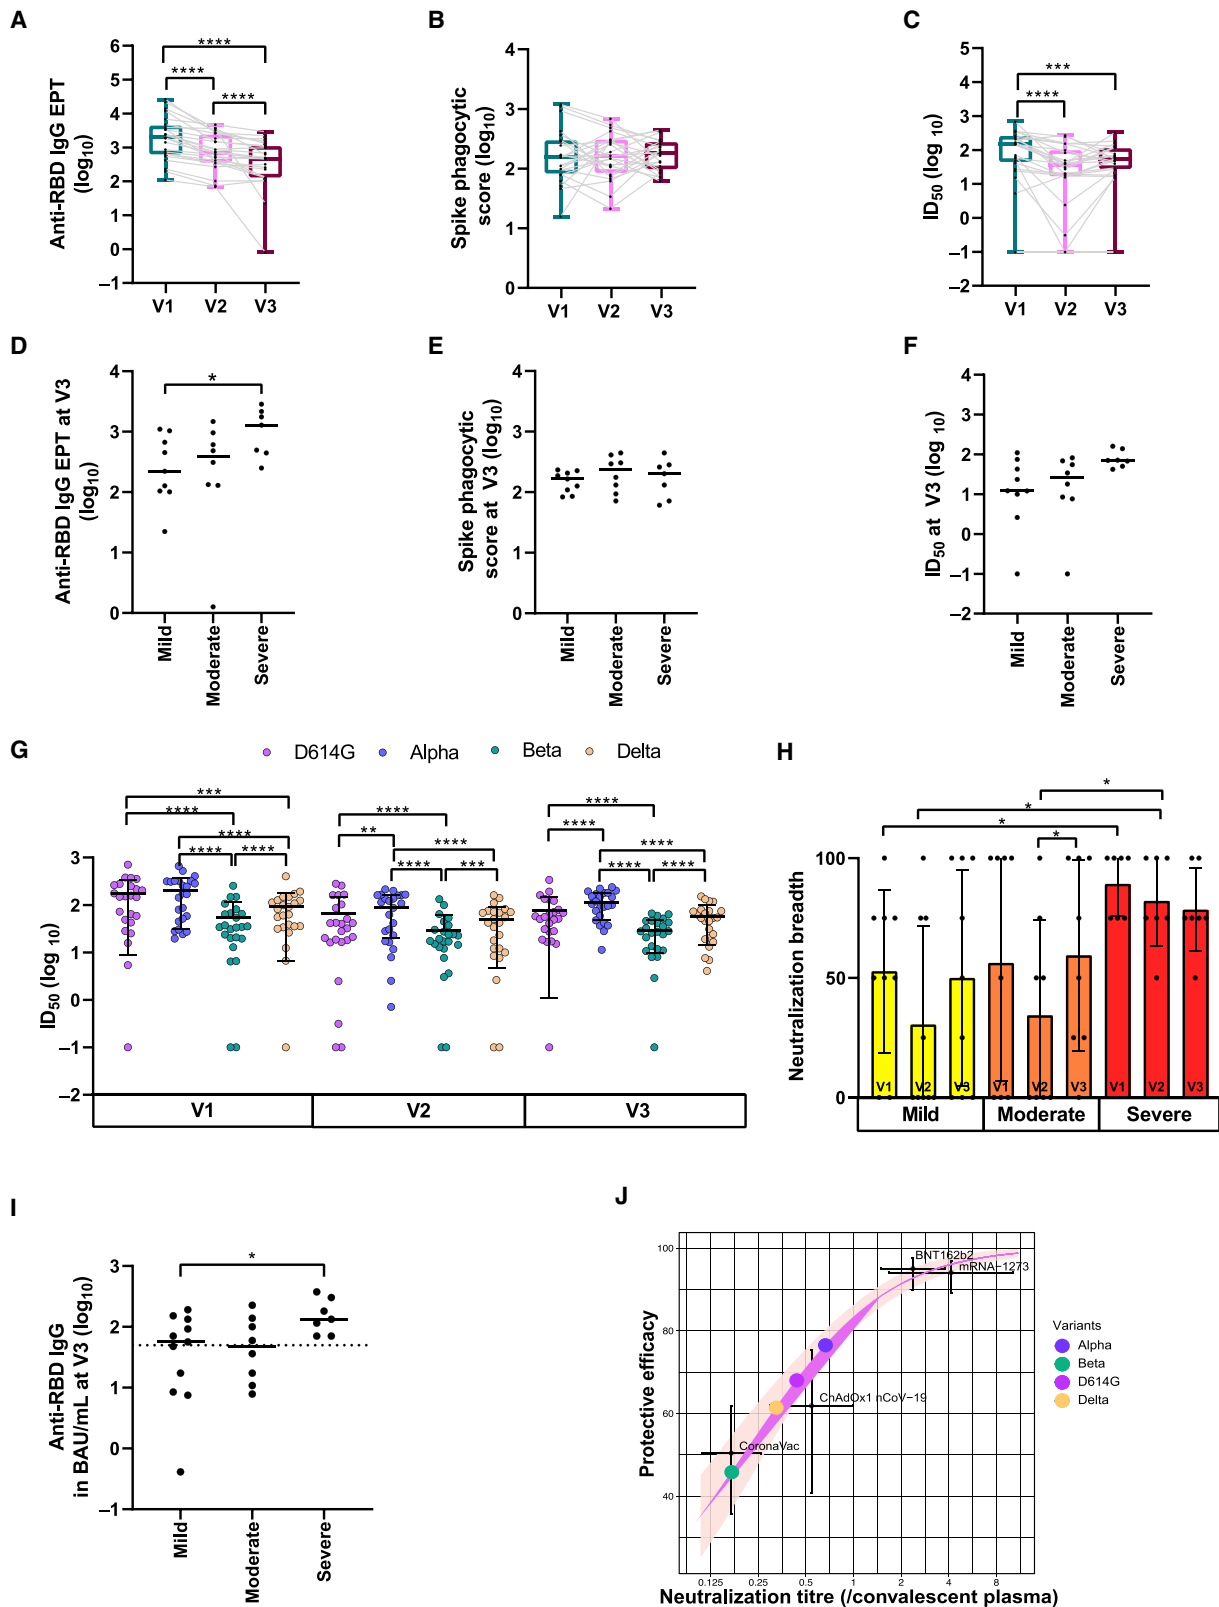 A
Anti-RBD IgG EPT
(log10)
6
5
4
3
2
1
0
−1
****
****
****
V1 V2 V3
B
Spike phagocytic
score (log10)
4
3
2
1
0
V1 V2 V3
C
ID50 (log 10)
5
4
3
2
1
0
−1
−2
***
****
V1 V2 V3
D
Anti-RBD IgG EPT at V3
(log10)
4
3
2
1
0
*
Mild
Moderate
Severe
E
Spike phagocytic
score at V3 (log10)
4
3
2
1
0
Mild
Moderate
Severe
F
ID50 at V3 (log 10)
4
3
2
1
0
−1
−2
Mild
Moderate
Severe
G
D614G Alpha Beta Delta
ID50 (log 10)
3
2
1
0
−1
−2
***
****
****
**** ****
****
**
****
**** ***
****
****
****
**** ****
V1 V2 V3
H
Neutralization breadth
100
50
0
*
*
*
*
V1 V2 V3 V1 V2 V3 V1 V2 V3
Mild Moderate Severe
I
Anti-RBD IgG
in BAU/mL at V3 (log10)
3
2
1
0
−1
*
Mild
Moderate
Severe
J
Protective efficacy
100
80
60
40
BNT162b2
mRNA−1273
ChAdOx1 nCoV−19
CoronaVac
0.125 0.25 0.5 1 2 4 8
Neutralization titre (/convalescent plasma)
Variants
Alpha
Beta
D614G
Delta